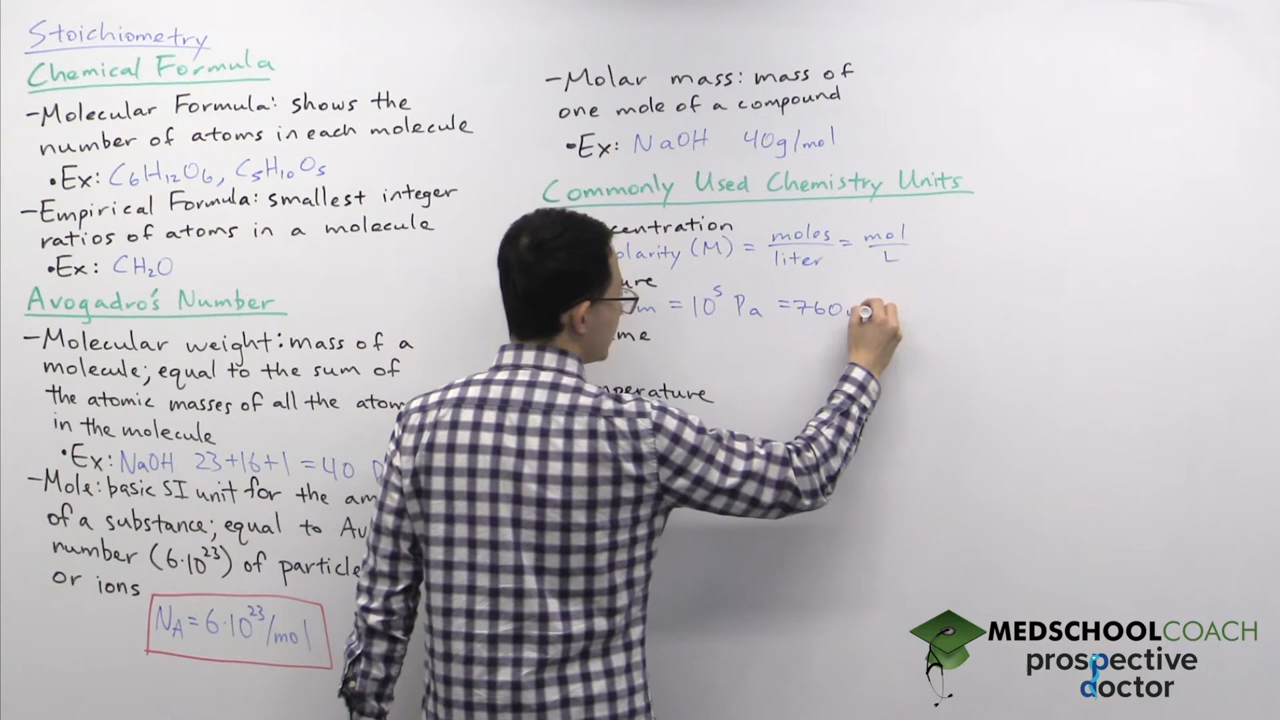 Stoichiometry
Chemical Formula
-Molecular Formula: shows the
number of atoms in each molecule
•Ex: C6H12O6, C5H10O5
-Empirical Formula: smallest integer
ratios of atoms in a molecule
•Ex: CH2O
Avogadro's Number
-Molecular weight: mass of a
molecule; equal to the sum of
the atomic masses of all the atom
in the molecule
•Ex: NaOH 23+16+1=40
-Mole: basic SI unit for the am
of a substance; equal to Av
number (6·10^23) of particle
or ions
NA=6·10^23/mol
-Molar mass: mass of
one mole of a compound
•Ex: NaOH 40g/mol
Commonly Used Chemistry Units
centration
olarity (M) = moles/liter = mol/L
ure
m = 10^5 Pa =760
me
perature
MEDSCHOOLCOACH
prospective
doctor